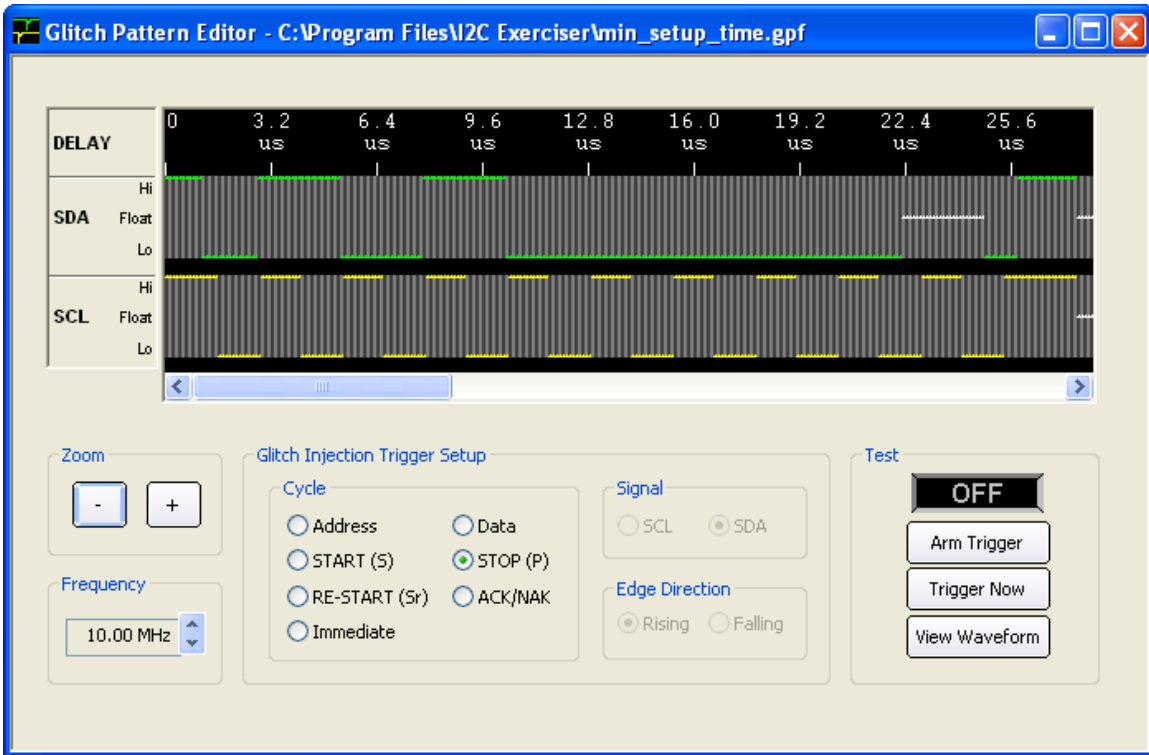 Glitch Pattern Editor - C:\Program Files\I2C Exerciser\min_setup_time.gpf
DELAY
0 3.2 6.4 9.6 12.8 16.0 19.2 22.4 25.6
us us us us us us us us
Hi
SDA Float
Lo
Hi
SCL Float
Lo
Zoom
- +
Frequency
10.00 MHz
Glitch Injection Trigger Setup
Cycle
Address Data
START (S) STOP (P)
RE-START (Sr) ACK/NAK
Immediate
Signal
SCL SDA
Edge Direction
Rising Falling
Test
OFF
Arm Trigger
Trigger Now
View Waveform